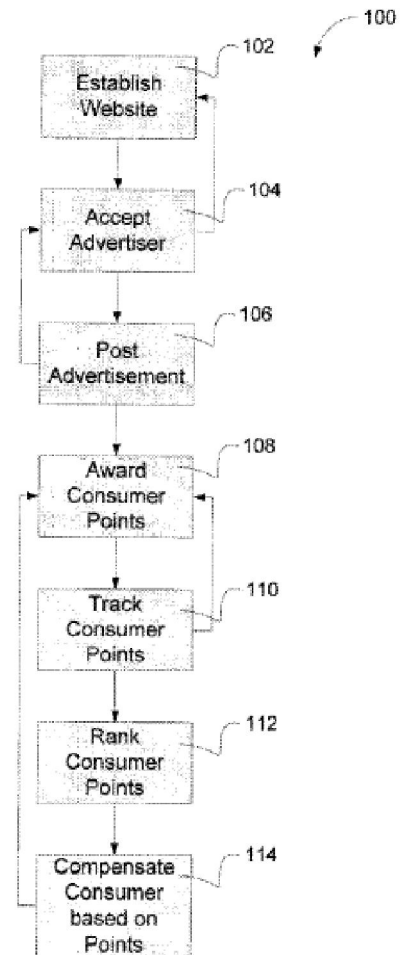 100
102
Establish
Website
104
Accept
Advertiser
106
Post
Advertisement
108
Award
Consumer
Points
110
Track
Consumer
Points
112
Rank
Consumer
Points
114
Compensate
Consumer
based on
Points